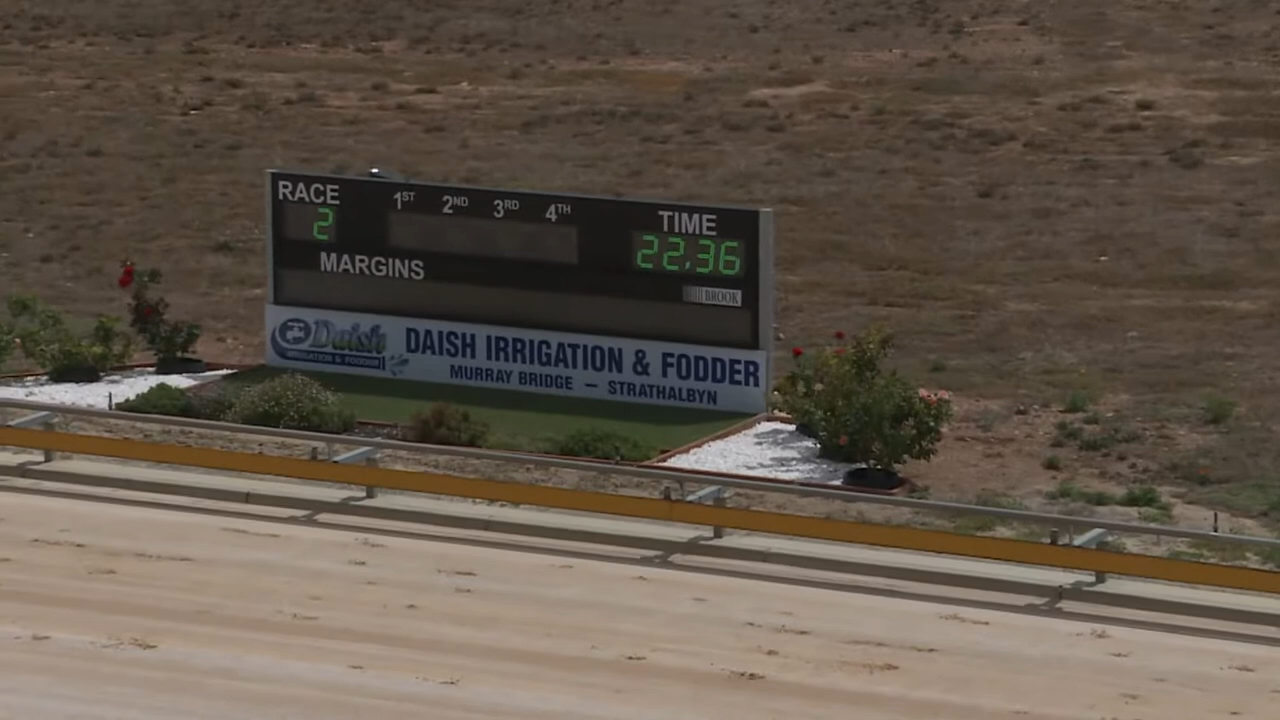 RACE 1ST 2ND 3RD 4TH TIME
2 22.36
MARGINS
BROOK
Daish DAISH IRRIGATION & FODDER
IRRIGATION & FODDER MURRAY BRIDGE — STRATHALBYN